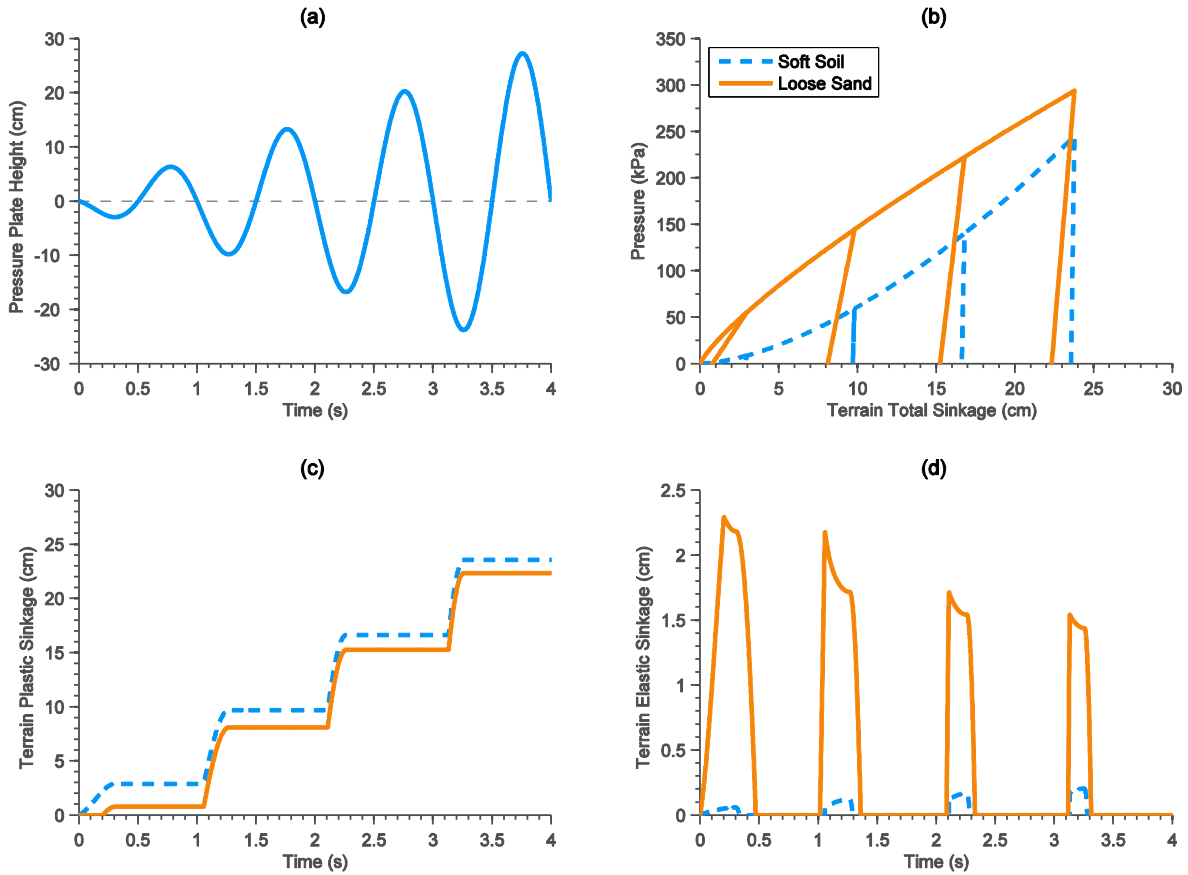 (a)
30
20
10
0
-10
-20
-30
Pressure Plate Height (cm)
0 0.5 1 1.5 2 2.5 3 3.5 4
Time (s)
(b)
350
300
250
200
150
100
50
0
Pressure (kPa)
Soft Soil
Loose Sand
0 5 10 15 20 25 30
Terrain Total Sinkage (cm)
(c)
30
25
20
15
10
5
0
Terrain Plastic Sinkage (cm)
0 0.5 1 1.5 2 2.5 3 3.5 4
Time (s)
(d)
2.5
2
1.5
1
0.5
0
Terrain Elastic Sinkage (cm)
0 0.5 1 1.5 2 2.5 3 3.5 4
Time (s)